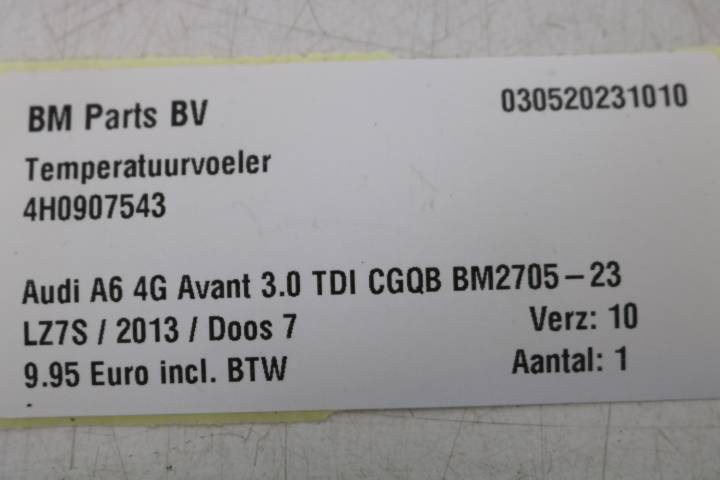 BM Parts BV 030520231010
Temperatuurvoeler
4H0907543
Audi A6 4G Avant 3.0 TDI CGQB BM2705-23
LZ7S / 2013 / Doos 7 Verz: 10
9.95 Euro incl. BTW Aantal: 1